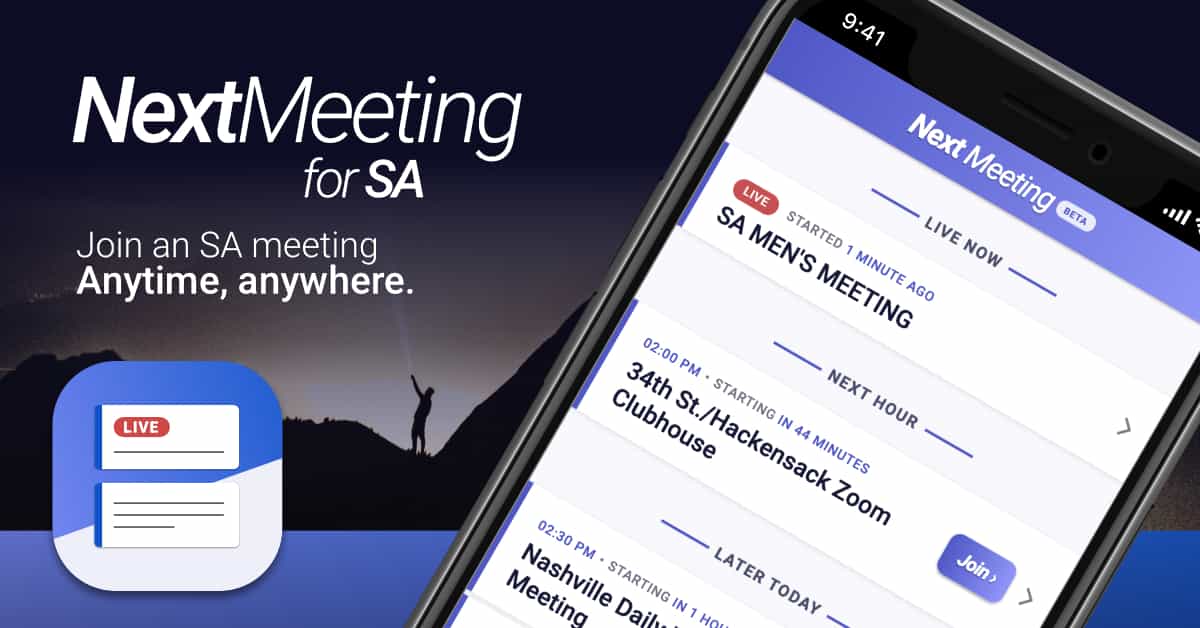 NextMeeting
for SA
Join an SA meeting
Anytime, anywhere.
LIVE
9:41
Next Meeting BETA
LIVE NOW
LIVE STARTED 1 MINUTE AGO
SA MEN'S MEETING
NEXT HOUR
02:00 PM • STARTING IN 44 MINUTES
34th St./Hackensack Zoom
Clubhouse
Join ›
LATER TODAY
02:30 PM • STARTING IN 1
Nashville Daily
Meeting